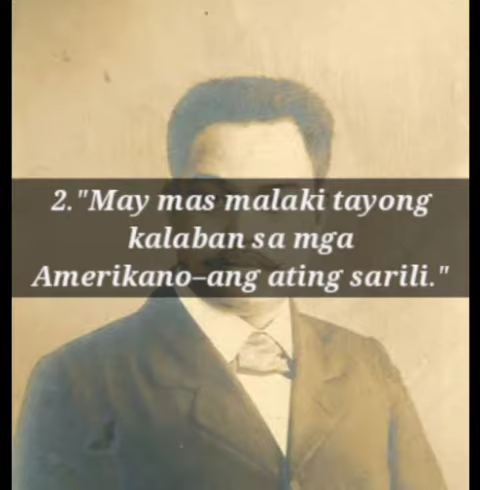 2."May mas malaki tayong
kalaban sa mga
Amerikano–ang ating sarili."